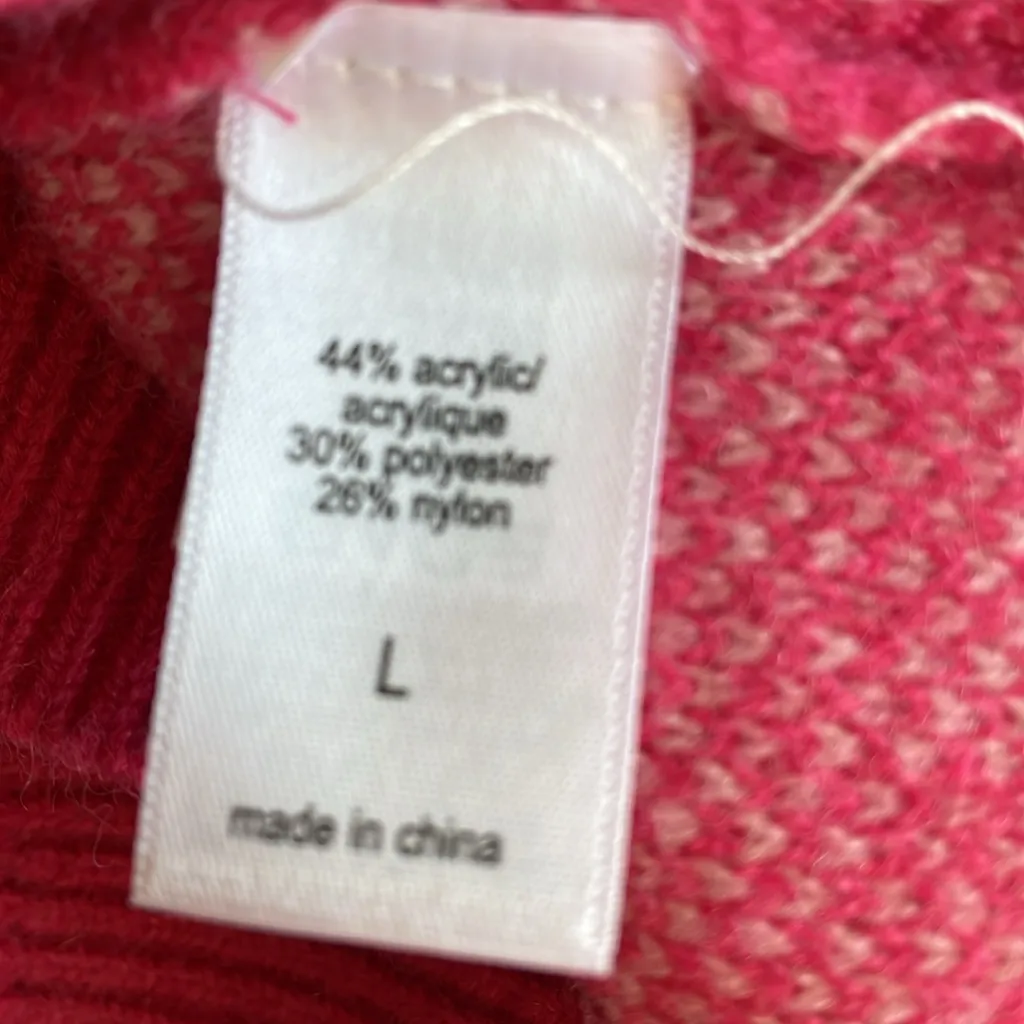 44% acrylic/
acrylique
30% polyester
26% nylon
L
made in china